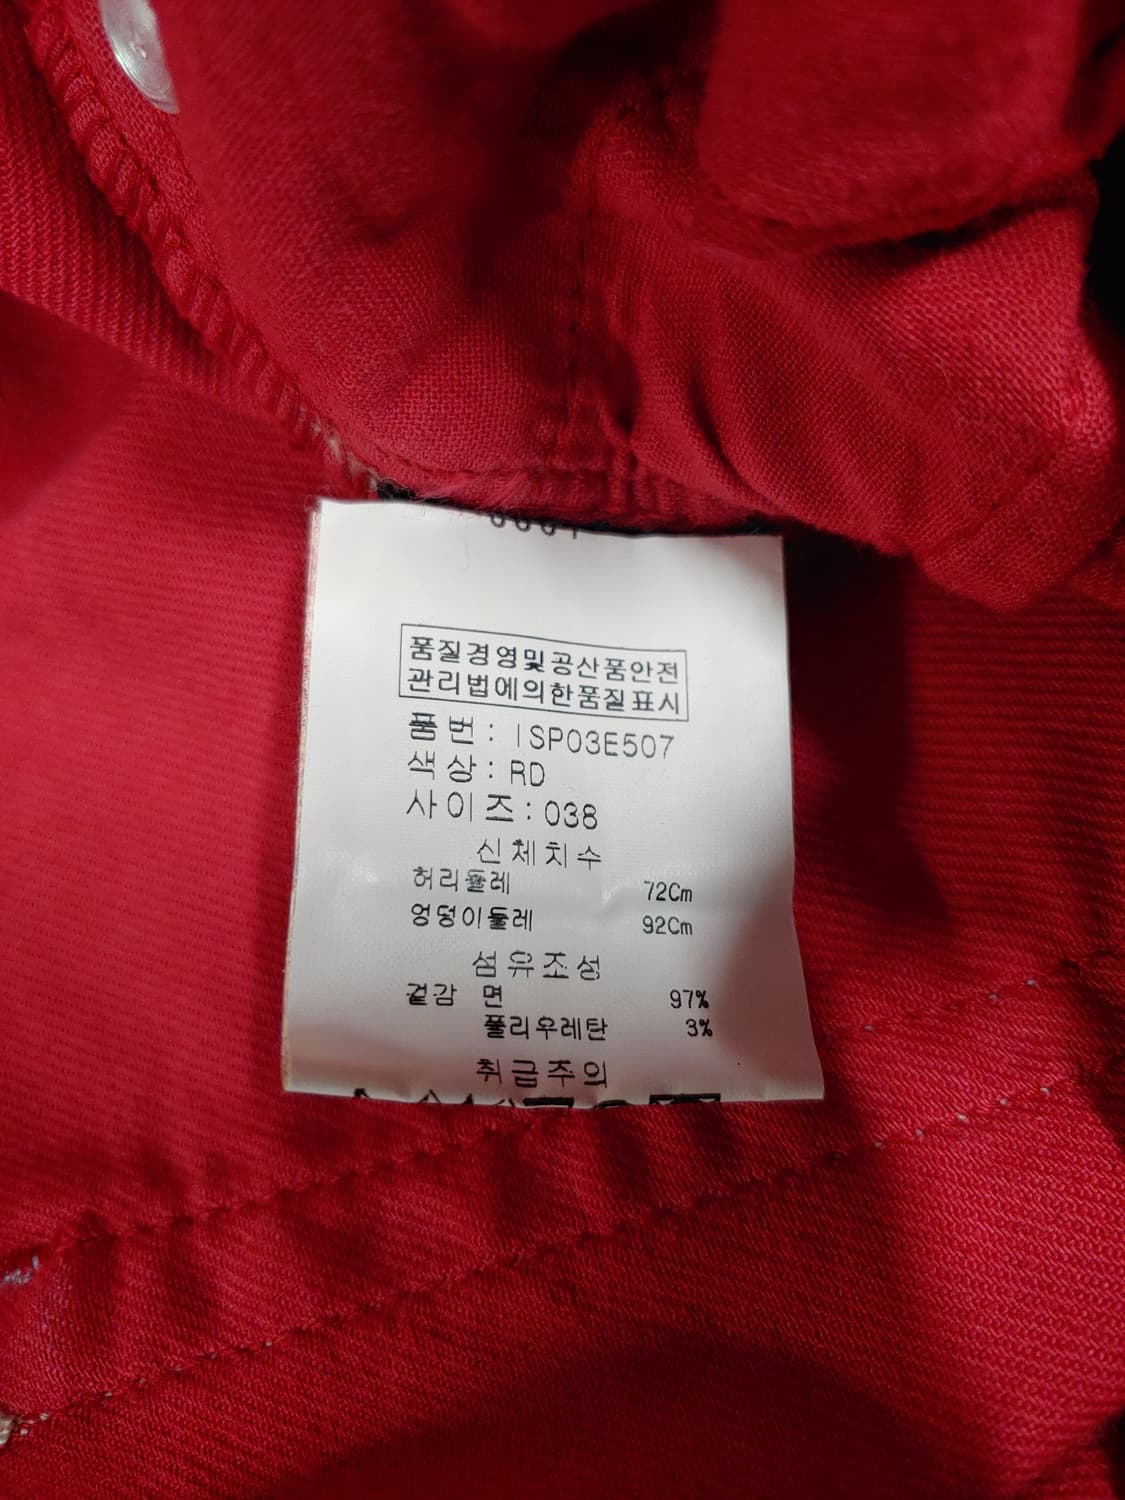 품질경영및공산품안전
관리법에의한품질표시
품번: ISP03E507
색상: RD
사이즈: 038
신체치수
허리둘레 72Cm
엉덩이둘레 92Cm
섬유조성
겉감 면 97%
폴리우레탄 3%
취급주의